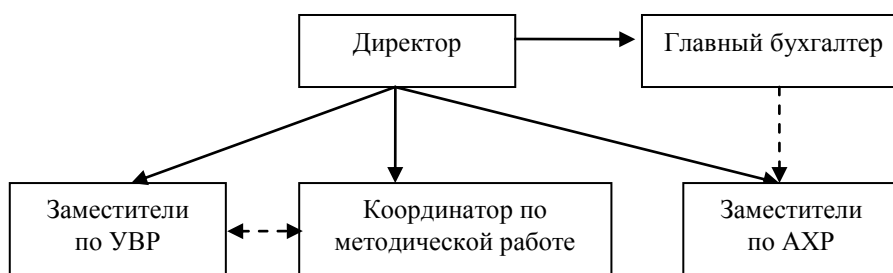 Директор
Главный бухгалтер
Заместители
по УВР
Координатор по
методической работе
Заместители
по АХР